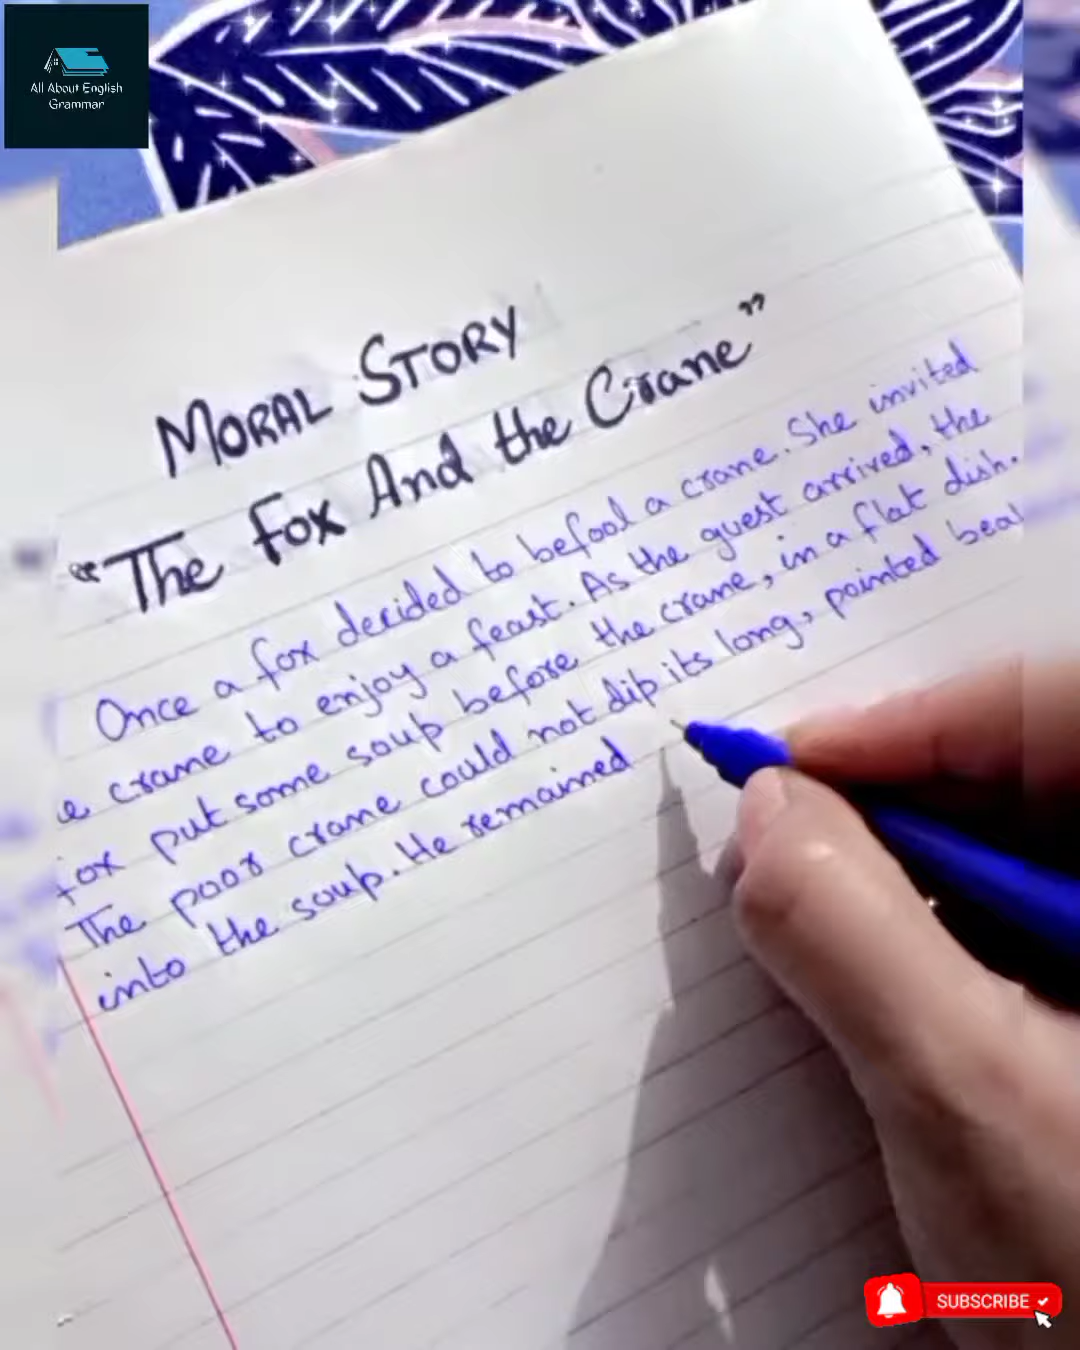 All About English
Grammar
MORAL STORY
"The Fox And the Crane"
Once a fox decided to befool a crane. She invited
e crane to enjoy a feast. As the guest arrived, the
fox put some soup before the crane, in a flat dish.
The poor crane could not dip its long, pointed bea
into the soup. He remained
SUBSCRIBE